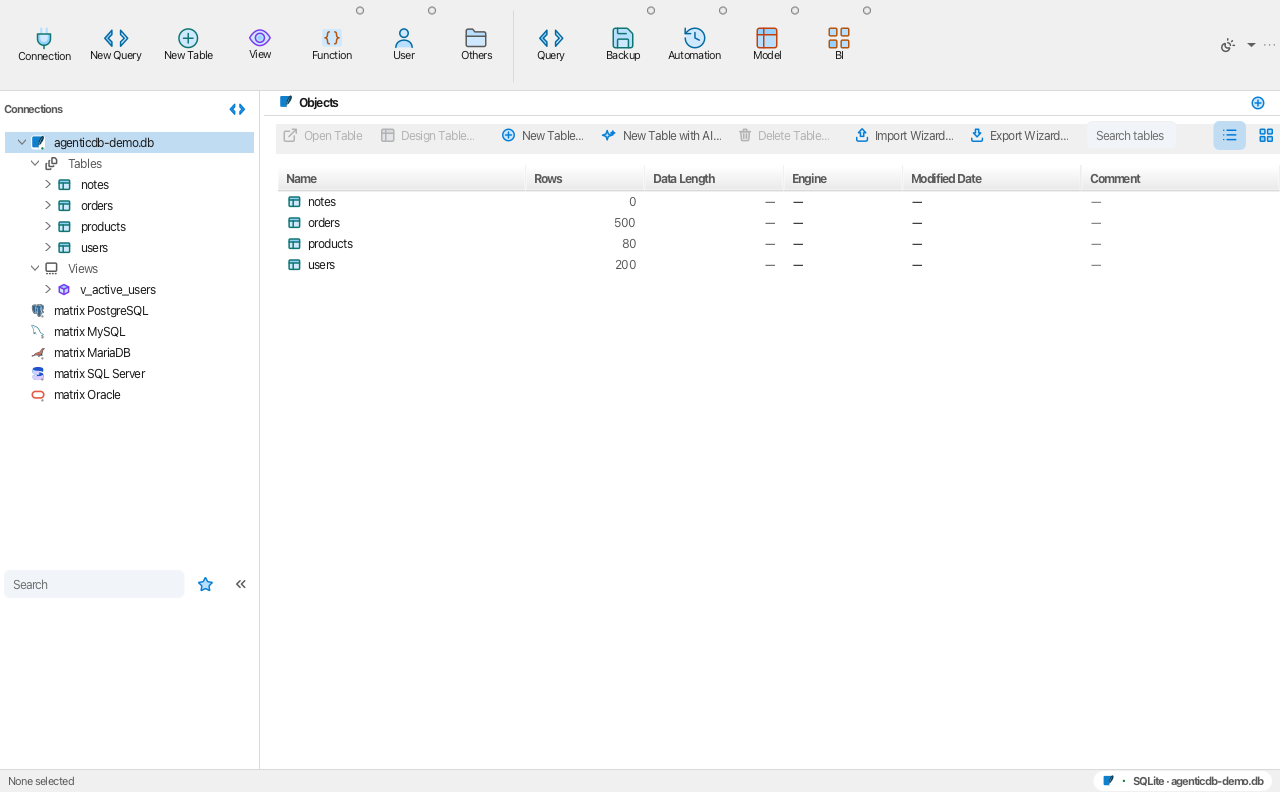 Connection New Query New Table View Function User Others Query Backup Automation Model BI
Connections
Objects
agenticdb-demo.db
Tables
notes
orders
products
users
Views
v_active_users
matrix PostgreSQL
matrix MySQL
matrix MariaDB
matrix SQL Server
matrix Oracle
Search
Open Table Design Table... New Table... New Table with AI... Delete Table... Import Wizard... Export Wizard... Search tables
Name Rows Data Length Engine Modified Date Comment
notes 0 — — — —
orders 500 — — — —
products 80 — — — —
users 200 — — — —
None selected
SQLite · agenticdb-demo.db